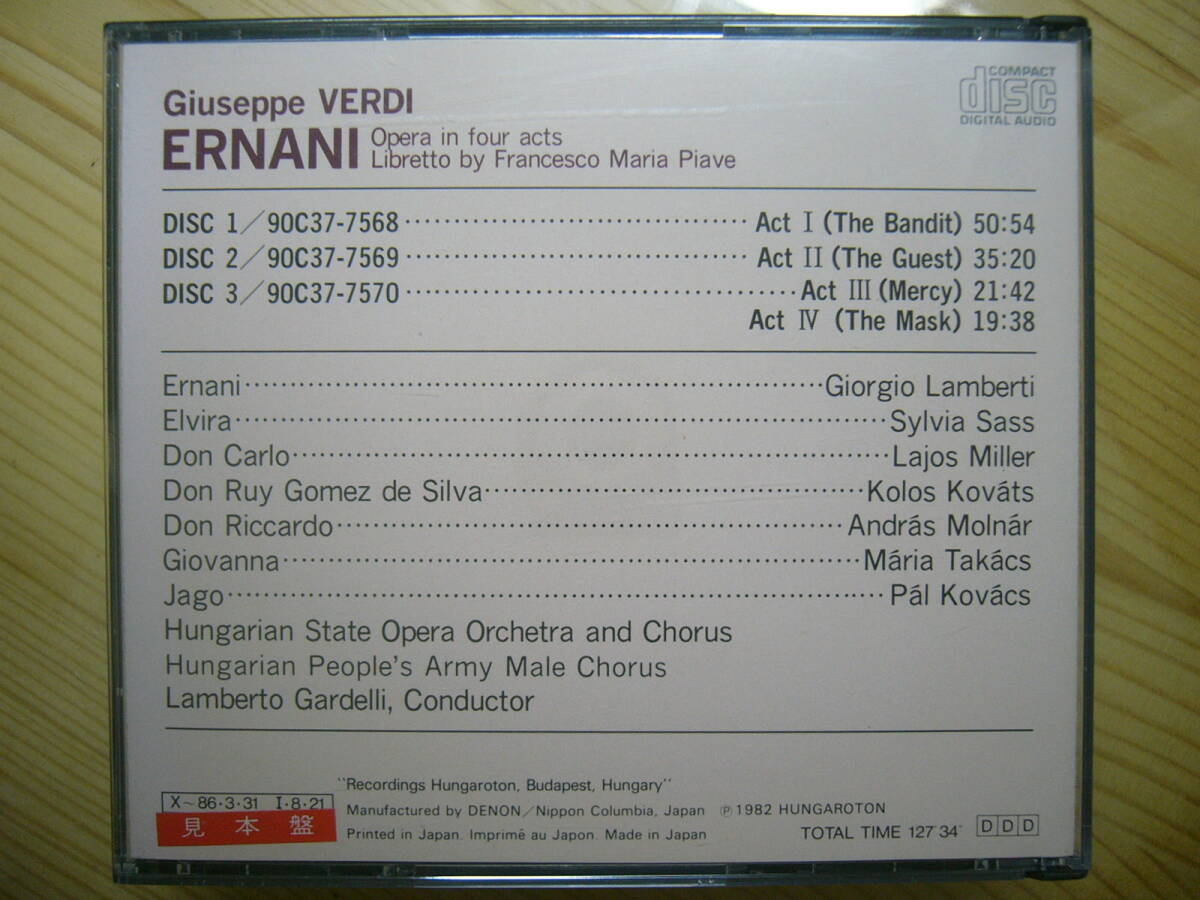 Giuseppe VERDI
ERNANI Opera in four acts
Libretto by Francesco Maria Piave
COMPACT
disc
DIGITAL AUDIO
DISC 1／90C37-7568 Act Ⅰ (The Bandit) 50:54
DISC 2／90C37-7569 Act Ⅱ (The Guest) 35:20
DISC 3／90C37-7570 Act Ⅲ (Mercy) 21:42
Act Ⅳ (The Mask) 19:38
Ernani Giorgio Lamberti
Elvira Sylvia Sass
Don Carlo Lajos Miller
Don Ruy Gomez de Silva Kolos Kováts
Don Riccardo András Molnár
Giovanna Mária Takács
Jago Pál Kovács
Hungarian State Opera Orchetra and Chorus
Hungarian People's Army Male Chorus
Lamberto Gardelli, Conductor
"Recordings Hungaroton, Budapest, Hungary"
X～86・3・31 I・8・21
Manufactured by DENON／Nippon Columbia, Japan ℗ 1982 HUNGAROTON
見本盤
Printed in Japan. Imprimê au Japon. Made in Japan
TOTAL TIME 127'34" DDD